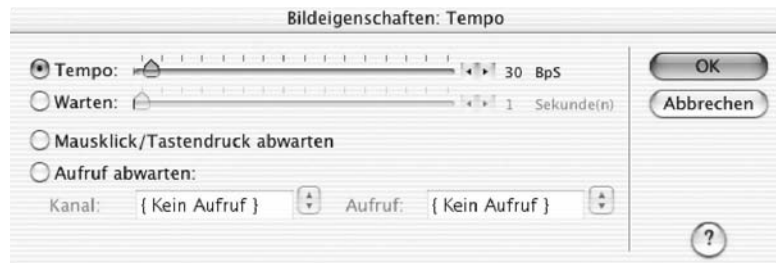 Bildeigenschaften: Tempo
Tempo: 30 BpS
OK
Warten: 1 Sekunde(n)
Abbrechen
Mausklick/Tastendruck abwarten
Aufruf abwarten:
Kanal: { Kein Aufruf } Aufruf: { Kein Aufruf }
?